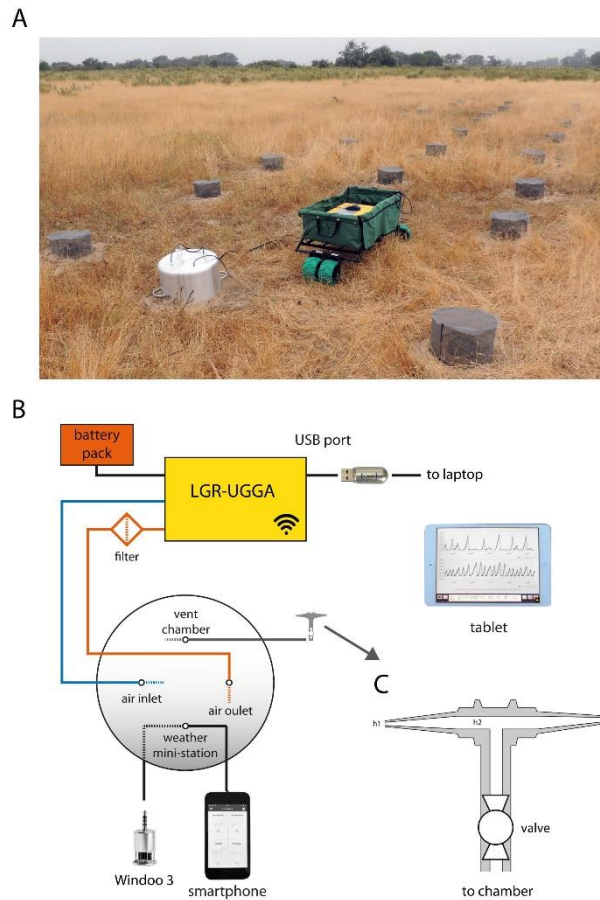 A
B
battery
pack
USB port
LGR-UGGA
to laptop
filter
vent
chamber
tablet
C
air inlet
air oulet
h1
h2
weather
mini-station
valve
Windoo 3
smartphone
to chamber